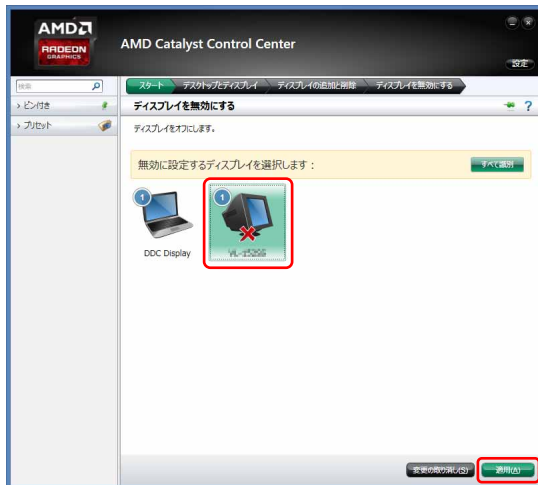 AMD
RADEON
GRAPHICS
AMD Catalyst Control Center
設定
検索
スタート
デスクトップとディスプレイ
ディスプレイの追加と削除
ディスプレイを無効にする
ピン付き
プリセット
ディスプレイを無効にする
?
ディスプレイをオフにします。
無効に設定するディスプレイを選択します：
すべて識別
1
1
DDC Display
変更の取り消し(S)
適用(A)